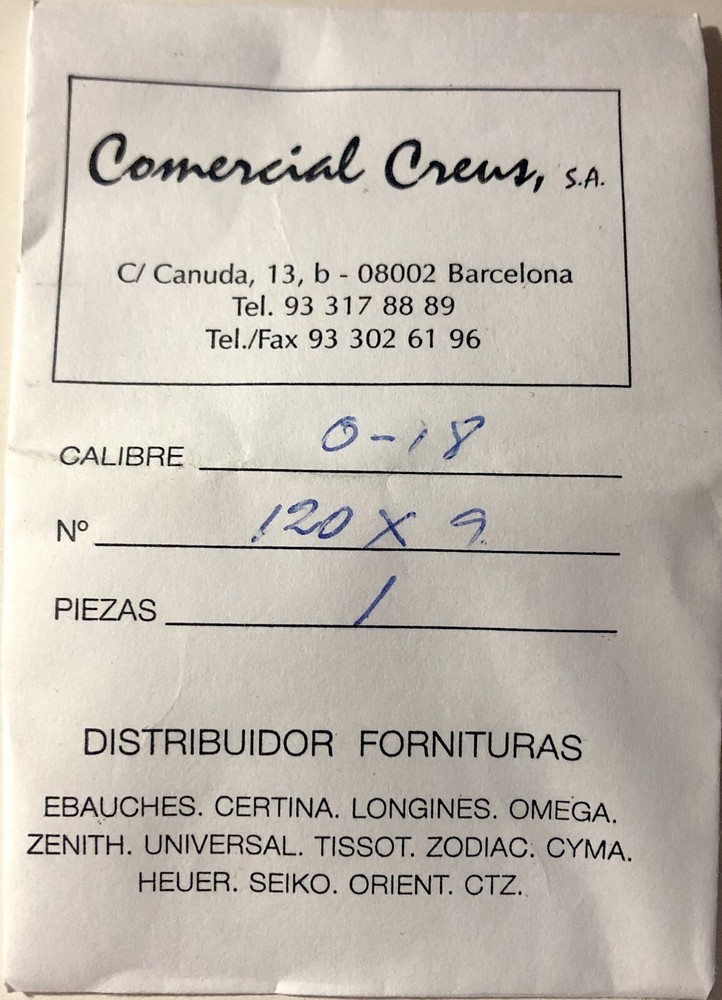 Comercial Creus, S.A.
C/ Canuda, 13, b - 08002 Barcelona
Tel. 93 317 88 89
Tel./Fax 93 302 61 96
CALIBRE 0-18
Nº 120 X 9
PIEZAS 1
DISTRIBUIDOR FORNITURAS
EBAUCHES. CERTINA. LONGINES. OMEGA.
ZENITH. UNIVERSAL. TISSOT. ZODIAC. CYMA.
HEUER. SEIKO. ORIENT. CTZ.